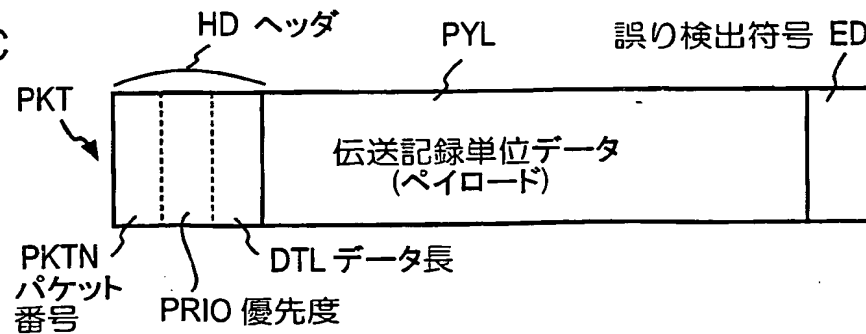 HD ヘッダ
PYL
誤り検出符号 ED
PKT
伝送記録単位データ
(ペイロード)
PKTN
パケット
番号
PRIO 優先度
DTL データ長